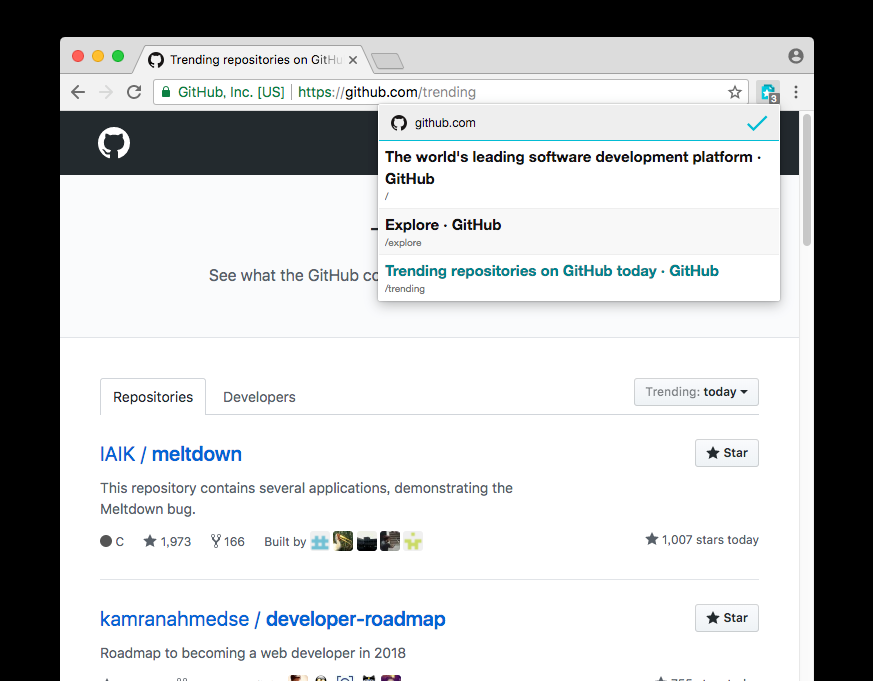 Trending repositories on GitHu
GitHub, Inc. [US] https://github.com/trending
3
github.com
The world's leading software development platform ·
GitHub
/
Explore · GitHub
/explore
Trending repositories on GitHub today · GitHub
/trending
See what the GitHub co
Repositories
Developers
Trending: today
IAIK / meltdown
Star
This repository contains several applications, demonstrating the
Meltdown bug.
C 1,973 166 Built by
1,007 stars today
kamranahmedse / developer-roadmap
Star
Roadmap to becoming a web developer in 2018